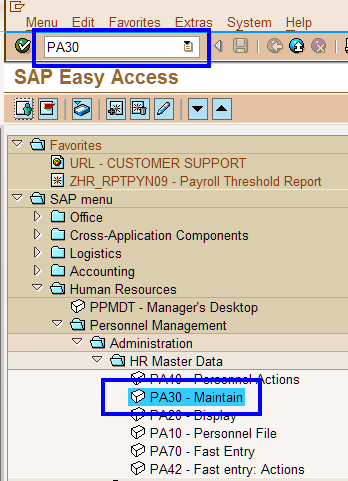 Menu Edit Favorites Extras System Help
PA30
SAP Easy Access
Favorites
URL - CUSTOMER SUPPORT
ZHR_RPTPYN09 - Payroll Threshold Report
SAP menu
Office
Cross-Application Components
Logistics
Accounting
Human Resources
PPMDT - Manager's Desktop
Personnel Management
Administration
HR Master Data
PA40 - Personnel Actions
PA30 - Maintain
PA20 - Display
PA10 - Personnel File
PA70 - Fast Entry
PA42 - Fast entry: Actions